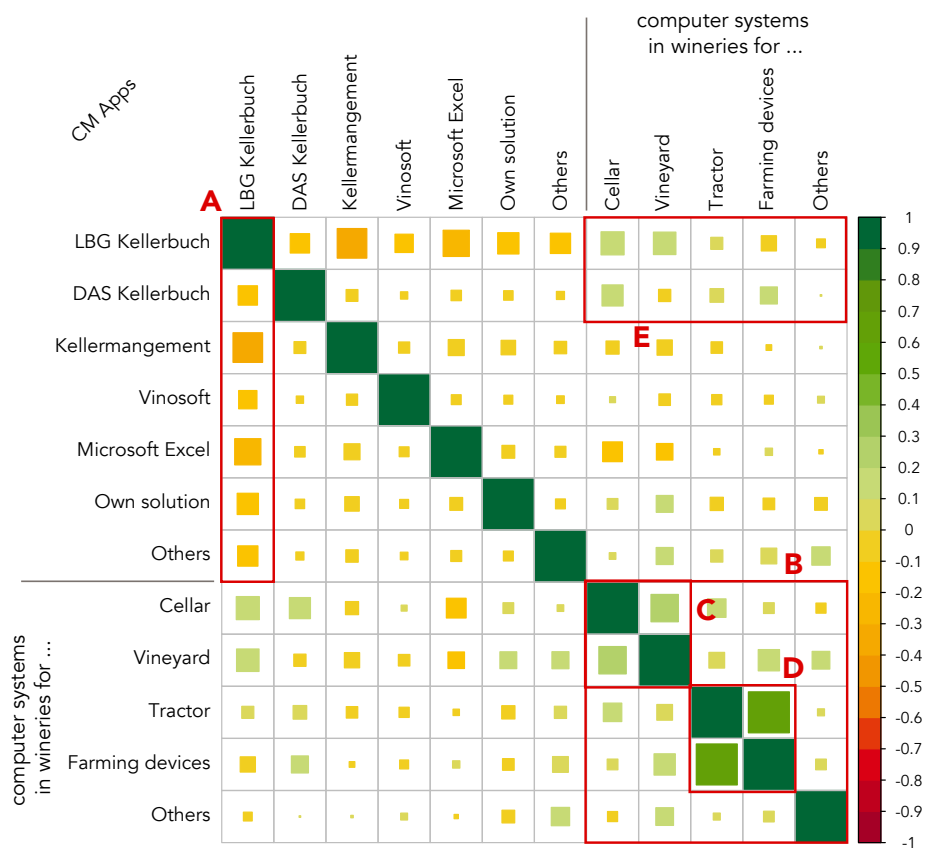 computer systems
in wineries for ...
CM Apps
LBG Kellerbuch
DAS Kellerbuch
Kellermangement
Vinosoft
Microsoft Excel
Own solution
Others
Cellar
Vineyard
Tractor
Farming devices
Others
A
LBG Kellerbuch
DAS Kellerbuch
Kellermangement
E
Vinosoft
Microsoft Excel
Own solution
Others
B
Cellar
C
Vineyard
D
Tractor
Farming devices
Others
computer systems
in wineries for ...
1
0.9
0.8
0.7
0.6
0.5
0.4
0.3
0.2
0.1
0
-0.1
-0.2
-0.3
-0.4
-0.5
-0.6
-0.7
-0.8
-0.9
-1